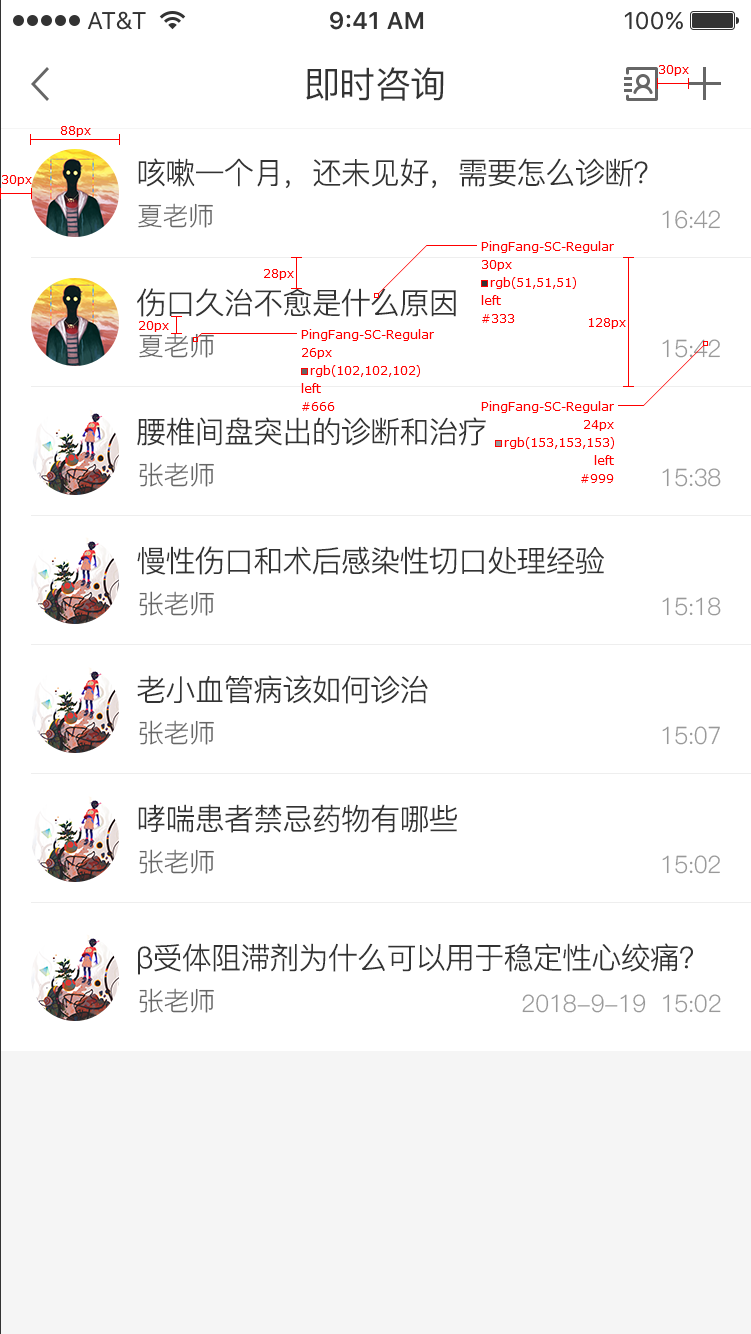 AT&T 9:41 AM 100%
即时咨询
30px
88px
30px
咳嗽一个月，还未见好，需要怎么诊断？
夏老师
16:42
PingFang-SC-Regular
30px
rgb(51,51,51)
left
#333
28px
伤口久治不愈是什么原因
20px
夏老师
128px
15:42
PingFang-SC-Regular
26px
rgb(102,102,102)
left
#666
PingFang-SC-Regular
24px
rgb(153,153,153)
left
#999
腰椎间盘突出的诊断和治疗
张老师
15:38
慢性伤口和术后感染性切口处理经验
张老师
15:18
老小血管病该如何诊治
张老师
15:07
哮喘患者禁忌药物有哪些
张老师
15:02
β受体阻滞剂为什么可以用于稳定性心绞痛？
张老师
2018-9-19 15:02